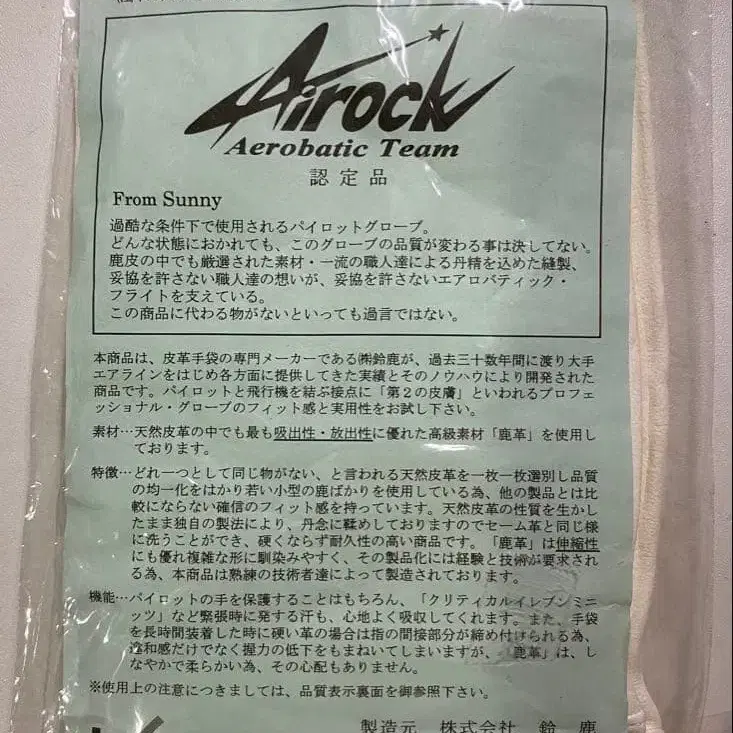 Airock
Aerobatic Team
認定品
From Sunny
過酷な条件下で使用されるパイロットグローブ。
どんな状態におかれても、このグローブの品質が変わる事は決してない。
鹿皮の中でも厳選された素材・一流の職人達による丹精を込めた縫製、
妥協を許さない職人達の想いが、妥協を許さないエアロバティック・
フライトを支えている。
この商品に代わる物がないといっても過言ではない。
本商品は、皮革手袋の専門メーカーである㈱鈴鹿が、過去三十数年間に渡り大手
エアラインをはじめ各方面に提供してきた実績とそのノウハウにより開発された
商品です。パイロットと飛行機を結ぶ接点に「第２の皮膚」といわれるプロフェ
ッショナル・グローブのフィット感と実用性をお試し下さい。
素材…天然皮革の中でも最も吸出性・放出性に優れた高級素材「鹿革」を使用し
ております。
特徴…どれ一つとして同じ物がない、と言われる天然皮革を一枚一枚選別し品質
の均一化をはかり若い小型の鹿ばかりを使用している為、他の製品とは比
較にならない確信のフィット感を持っています。天然皮革の性質を生かし
たまま独自の製法により、丹念に鞣めしておりますのでセーム革と同じ様
に洗うことができ、硬くならず耐久性の高い商品です。「鹿革」は伸縮性
にも優れ複雑な形に馴染みやすく、その製品化には経験と技術が要求され
る為、本商品は熟練の技術者達によって製造されております。
機能…パイロットの手を保護することはもちろん、「クリティカルイレブンミニ
ッツ」など緊張時に発する汗も、心地よく吸収してくれます。また、手袋
を長時間装着した時に硬い革の場合は指の間接部分が締め付けられる為、
違和感だけでなく握力の低下をもまねいてしまいますが、「鹿革」は、し
なやかで柔らかい為、その心配もありません。
※使用上の注意につきましては、品質表示裏面を御参照下さい。
製造元 株式会社 鈴鹿